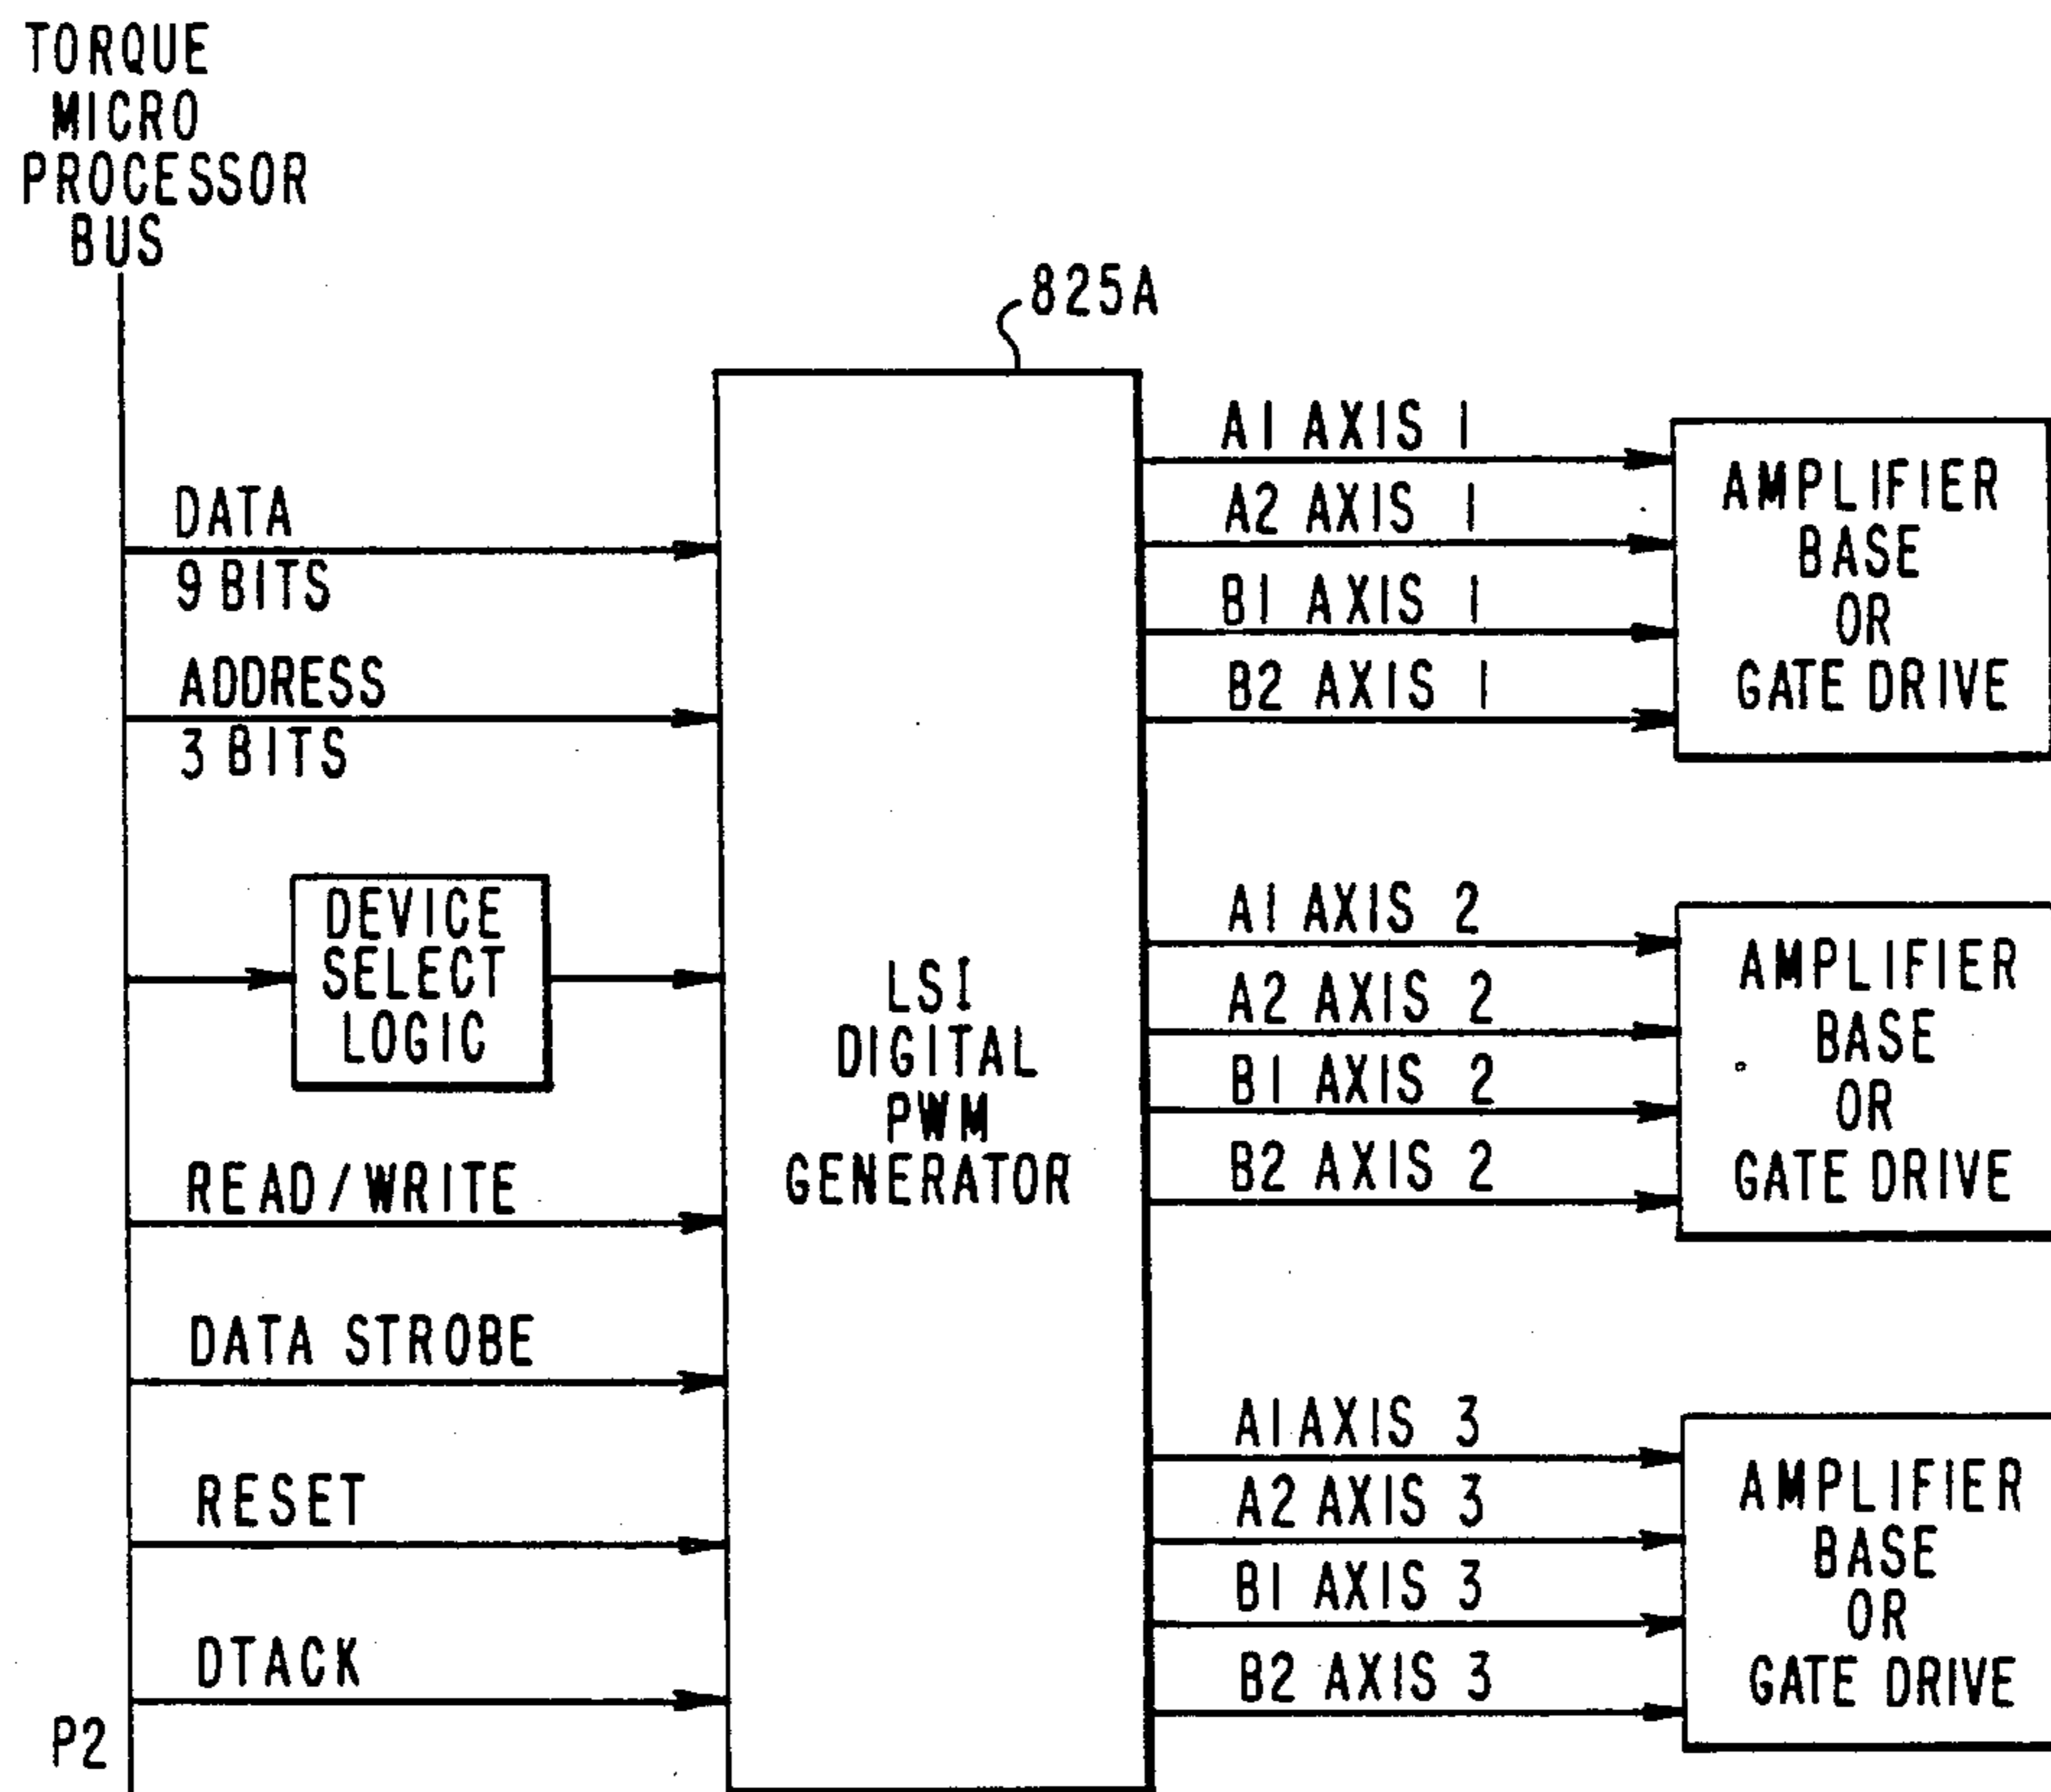 TORQUE
MICRO
PROCESSOR
BUS
825A
DATA
9 BITS
ADDRESS
3 BITS
DEVICE
SELECT
LOGIC
READ/WRITE
DATA STROBE
RESET
DTACK
P2
LSI
DIGITAL
PWM
GENERATOR
A1 AXIS 1
A2 AXIS 1
B1 AXIS 1
B2 AXIS 1
AMPLIFIER
BASE
OR
GATE DRIVE
A1 AXIS 2
A2 AXIS 2
B1 AXIS 2
B2 AXIS 2
AMPLIFIER
BASE
OR
GATE DRIVE
A1 AXIS 3
A2 AXIS 3
B1 AXIS 3
B2 AXIS 3
AMPLIFIER
BASE
OR
GATE DRIVE